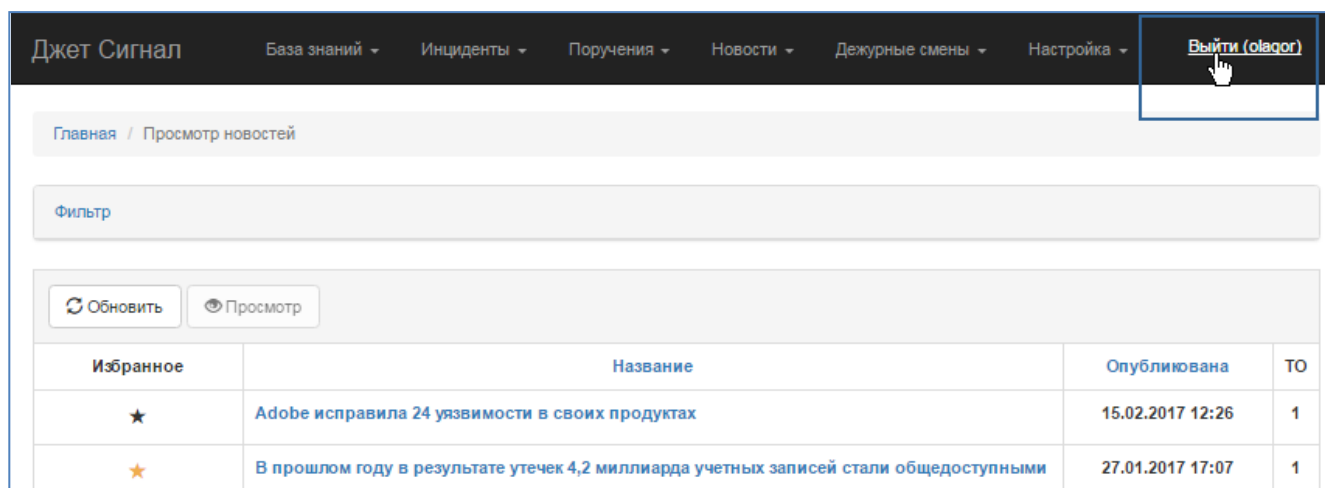 Джет Сигнал База знаний Инциденты Поручения Новости Дежурные смены Настройка Выйти (olagor)
Главная / Просмотр новостей
Фильтр
Обновить Просмотр
Избранное Название Опубликована ТО
Adobe исправила 24 уязвимости в своих продуктах 15.02.2017 12:26 1
В прошлом году в результате утечек 4,2 миллиарда учетных записей стали общедоступными 27.01.2017 17:07 1